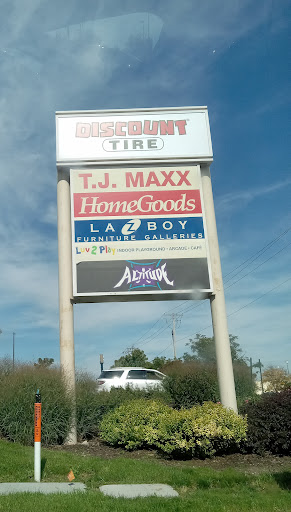 DISCOUNT
TIRE
T.J. MAXX
HomeGoods
LA Z BOY
FURNITURE GALLERIES
Luv 2 Play INDOOR PLAYGROUND · ARCADE · CAFE
ALTITUDE